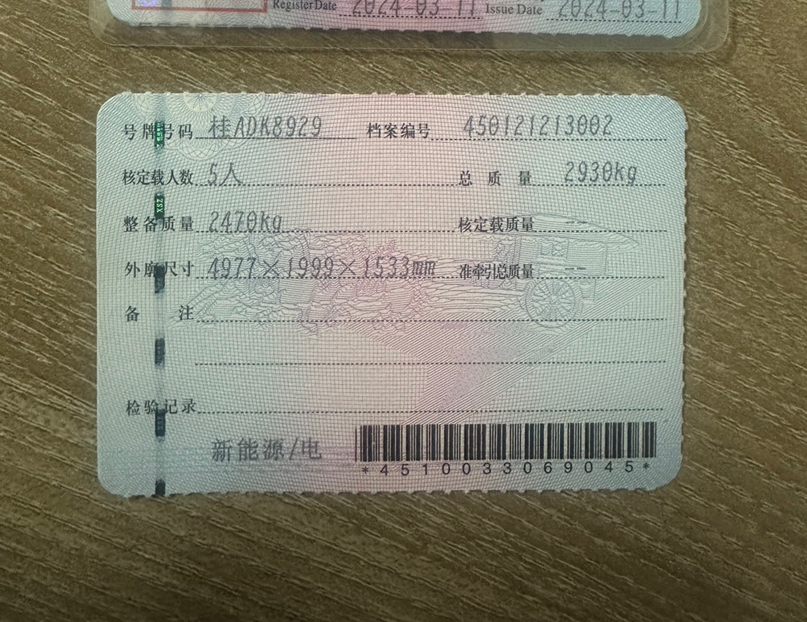 Register Date 2024-03-11 Issue Date 2024-03-11
号牌号码 桂ADK8929 档案编号 450121213002
核定载人数 5人 总质量 2930kg
整备质量 2470kg 核定载质量 --
外廓尺寸 4977×1999×1533mm 准牵引总质量 --
备注
检验记录
新能源/电
*4510033069045*